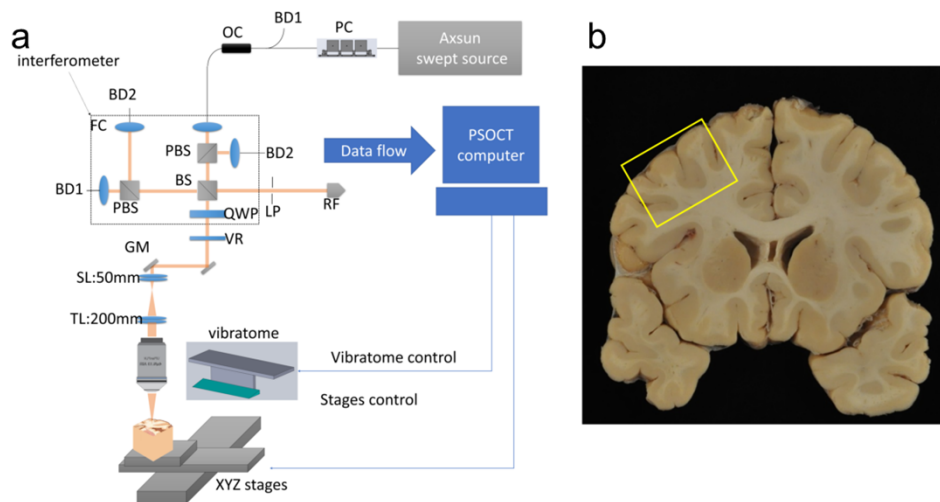 a
b
BD1
OC
PC
Axsun
swept source
interferometer
BD2
FC
PBS
BD2
BD1
BS
PBS
LP
RF
QWP
VR
Data flow
PSOCT
computer
GM
SL:50mm
TL:200mm
vibratome
Vibratome control
Stages control
XYZ stages